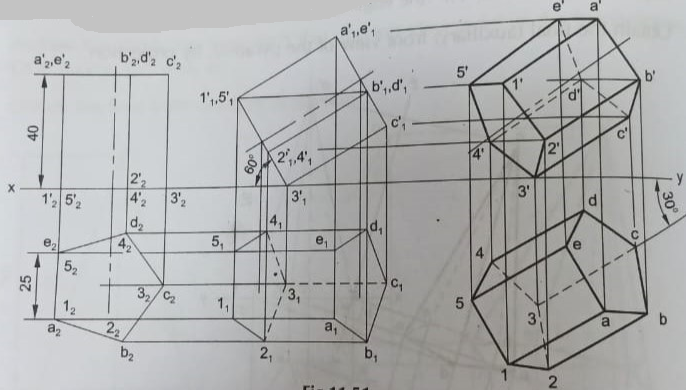 e' a'
a'₁,e'₁
a'₂,e'₂ b'₂,d'₂ c'₂
5' 1' b'
d'
1'₁,5'₁ b'₁,d'₁
c'₁ c'
40
4' 2'
60° 2'₁,4'₁
x 1'₂ 5'₂ 2'₂ 4'₂ 3'₂ 3'₁ 3' y
30°
d₂ 4₁ d₁ d
e₂ 4₂ 5₁ e₁ c
5₂ 4 e
25
3₂ c₂ 3₁ c₁
1₂ 1₁ 5 3
a₂ 2₂ a₁ a b
b₂ 2₁ b₁
1 2